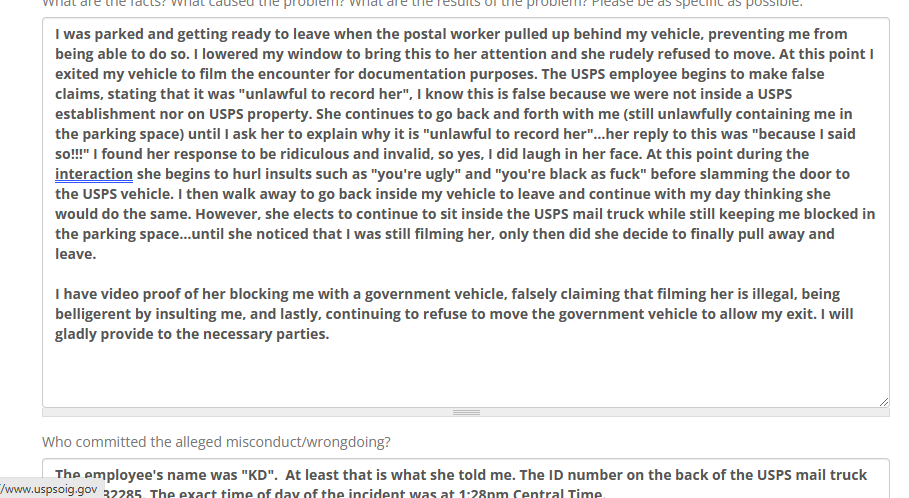 What are the facts? What caused the problem? What are the results of the problem? Please be as specific as possible.
I was parked and getting ready to leave when the postal worker pulled up behind my vehicle, preventing me from
being able to do so. I lowered my window to bring this to her attention and she rudely refused to move. At this point I
exited my vehicle to film the encounter for documentation purposes. The USPS employee begins to make false
claims, stating that it was "unlawful to record her", I know this is false because we were not inside a USPS
establishment nor on USPS property. She continues to go back and forth with me (still unlawfully containing me in
the parking space) until I ask her to explain why it is "unlawful to record her"...her reply to this was "because I said
so!!!" I found her response to be ridiculous and invalid, so yes, I did laugh in her face. At this point during the
interaction she begins to hurl insults such as "you're ugly" and "you're black as fuck" before slamming the door to
the USPS vehicle. I then walk away to go back inside my vehicle to leave and continue with my day thinking she
would do the same. However, she elects to continue to sit inside the USPS mail truck while still keeping me blocked in
the parking space...until she noticed that I was still filming her, only then did she decide to finally pull away and
leave.
I have video proof of her blocking me with a government vehicle, falsely claiming that filming her is illegal, being
belligerent by insulting me, and lastly, continuing to refuse to move the government vehicle to allow my exit. I will
gladly provide to the necessary parties.
Who committed the alleged misconduct/wrongdoing?
The employee's name was "KD". At least that is what she told me. The ID number on the back of the USPS mail truck
/www.uspsoig.gov
32285. The exact time of day of the incident was at 1:28pm Central Time.